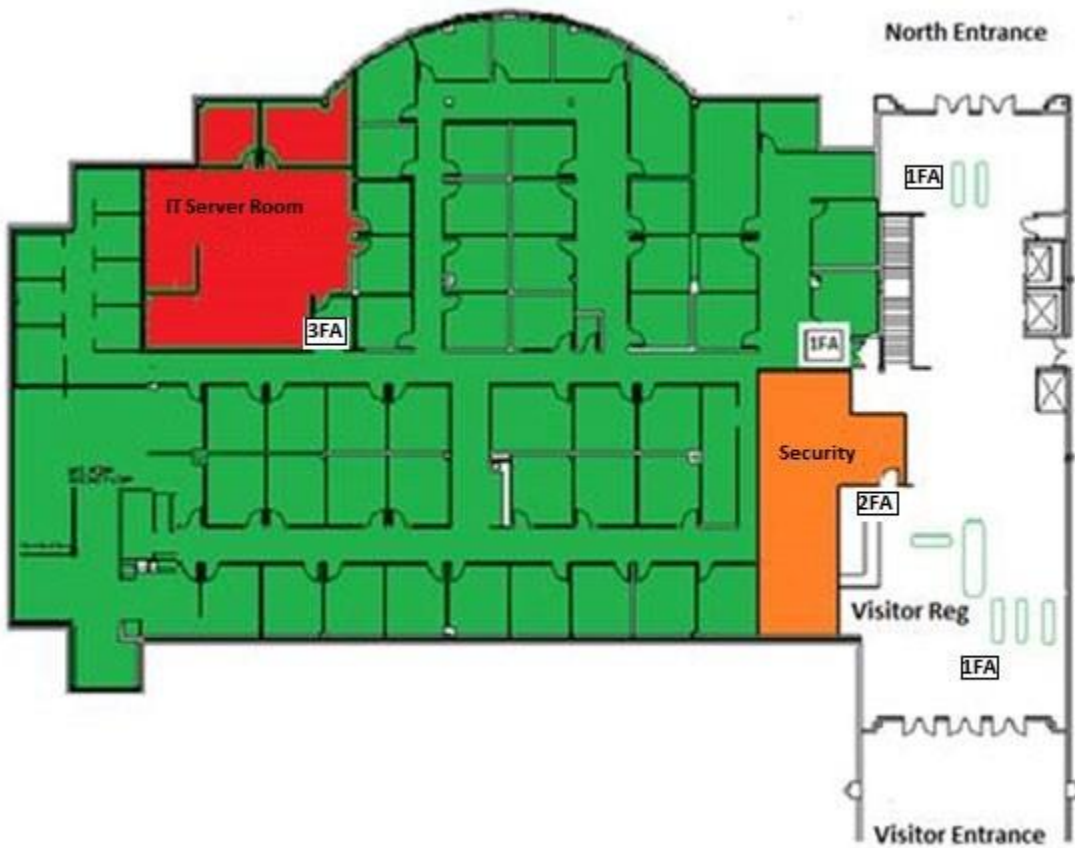 North Entrance
1FA
IT Server Room
3FA
1FA
Security
2FA
Visitor Reg
1FA
Visitor Entrance